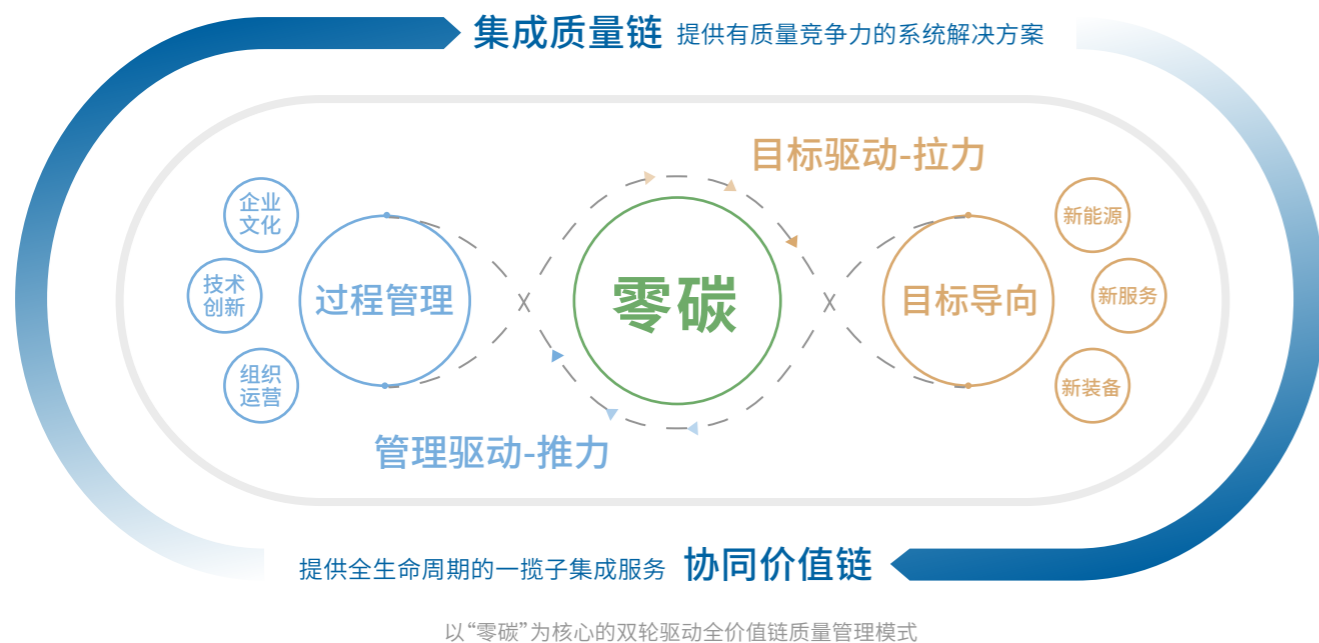 集成质量链 提供有质量竞争力的系统解决方案
目标驱动-拉力
企业
文化
技术
创新
组织
运营
过程管理
零碳
目标导向
新能源
新服务
新装备
管理驱动-推力
提供全生命周期的一揽子集成服务 协同价值链
以“零碳”为核心的双轮驱动全价值链质量管理模式